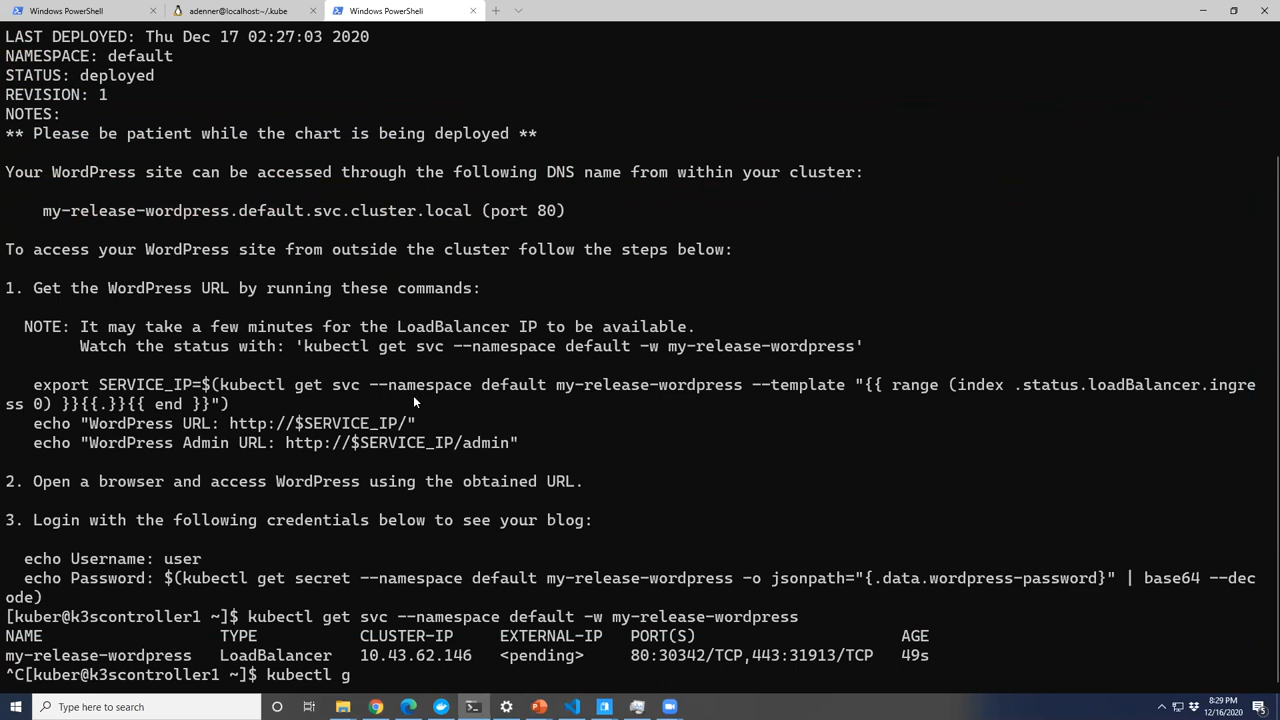 Windows PowerShell
adenner@localhost:~/.kube
Windows PowerShell
LAST DEPLOYED: Thu Dec 17 02:27:03 2020
NAMESPACE: default
STATUS: deployed
REVISION: 1
NOTES:
** Please be patient while the chart is being deployed **
Your WordPress site can be accessed through the following DNS name from within your cluster:
my-release-wordpress.default.svc.cluster.local (port 80)
To access your WordPress site from outside the cluster follow the steps below:
1. Get the WordPress URL by running these commands:
NOTE: It may take a few minutes for the LoadBalancer IP to be available.
Watch the status with: 'kubectl get svc --namespace default -w my-release-wordpress'
export SERVICE_IP=$(kubectl get svc --namespace default my-release-wordpress --template "{{ range (index .status.loadBalancer.ingre
ss 0) }}{{.}}{{ end }}")
echo "WordPress URL: http://$SERVICE_IP/"
echo "WordPress Admin URL: http://$SERVICE_IP/admin"
2. Open a browser and access WordPress using the obtained URL.
3. Login with the following credentials below to see your blog:
echo Username: user
echo Password: $(kubectl get secret --namespace default my-release-wordpress -o jsonpath="{.data.wordpress-password}" | base64 --dec
ode)
[kuber@k3scontroller1 ~]$ kubectl get svc --namespace default -w my-release-wordpress
NAME TYPE CLUSTER-IP EXTERNAL-IP PORT(S) AGE
my-release-wordpress LoadBalancer 10.43.62.146 <pending> 80:30342/TCP,443:31913/TCP 49s
^C[kuber@k3scontroller1 ~]$ kubectl g
Type here to search
8:29 PM
12/16/2020
5